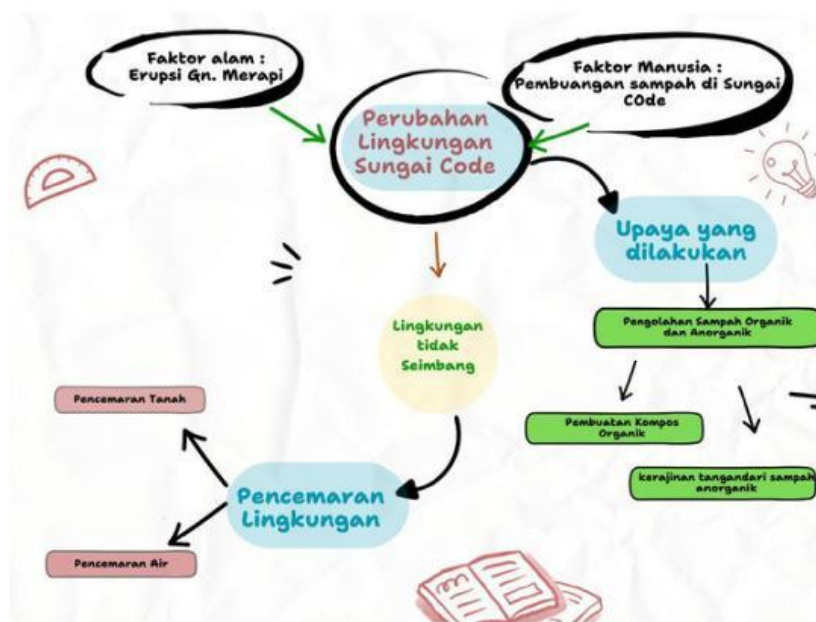 Faktor alam :
Erupsi Gn. Merapi
Faktor Manusia :
Pembuangan sampah di Sungai
COde
Perubahan
Lingkungan
Sungai Code
Upaya yang
dilakukan
Pengolahan Sampah Organik
dan Anorganik
Lingkungan
tidak
Seimbang
Pembuatan Kompos
Organik
kerajinan tangandari sampah
anorganik
Pencemaran Tanah
Pencemaran
Lingkungan
Pencemaran Air